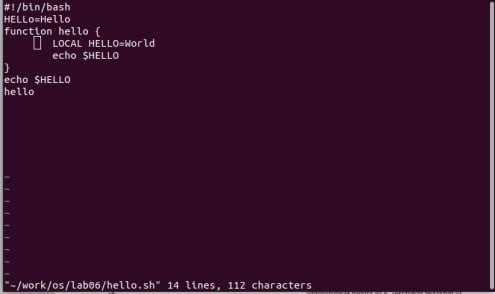 #!/bin/bash
HELLo=Hello
function hello {
        LOCAL HELLO=World
        echo $HELLO
}
echo $HELLO
hello
~
~
~
~
~
~
~
~
~
"~/work/os/lab06/hello.sh" 14 lines, 112 characters